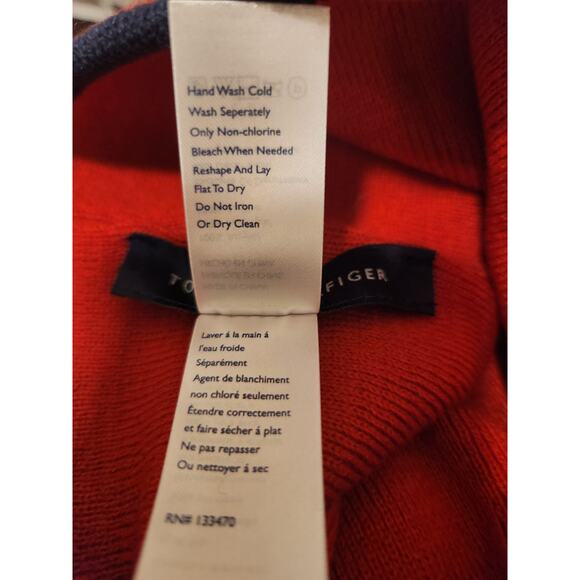 Hand Wash Cold
Wash Seperately
Only Non-chlorine
Bleach When Needed
Reshape And Lay
Flat To Dry
Do Not Iron
Or Dry Clean
TO FIGER
Laver á la main á
l'eau froide
Séparément
Agent de blanchiment
non chloré seulement
Étendre correctement
et faire sécher á plat
Ne pas repasser
Ou nettoyer á sec
RN# 133470